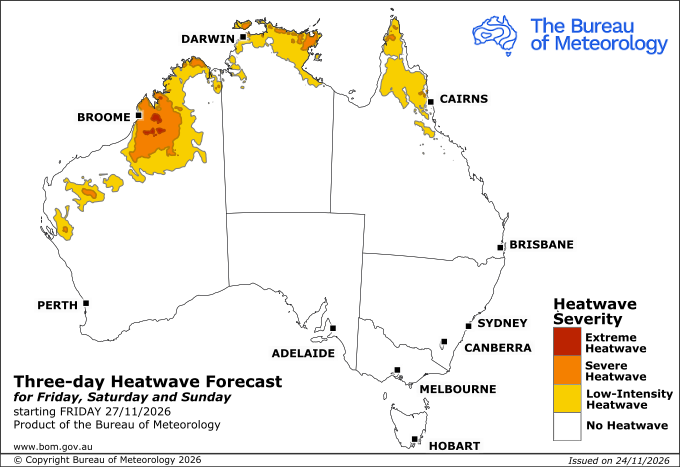 The Bureau
of Meteorology
DARWIN
CAIRNS
BROOME
BRISBANE
PERTH
SYDNEY
CANBERRA
ADELAIDE
MELBOURNE
HOBART
Heatwave
Severity
Extreme
Heatwave
Severe
Heatwave
Low-Intensity
Heatwave
No Heatwave
Three-day Heatwave Forecast
for Friday, Saturday and Sunday
starting FRIDAY 27/11/2026
Product of the Bureau of Meteorology
www.bom.gov.au
© Copyright Bureau of Meteorology 2026
Issued on 24/11/2026